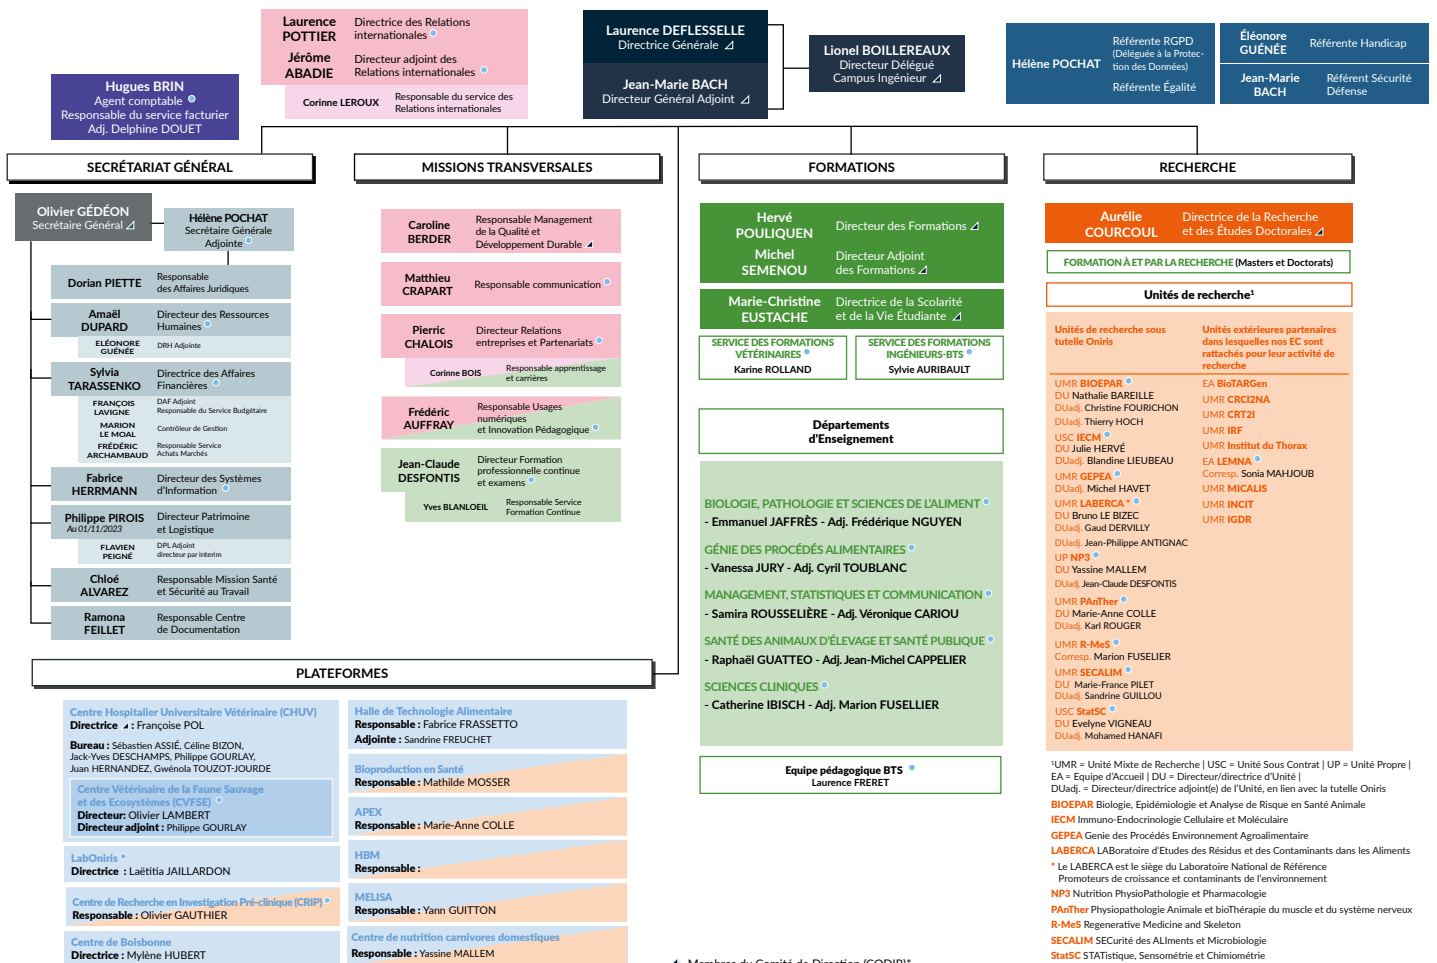 Laurence
POTTIER
Directrice des Relations
internationales
Jérôme
ABADIE
Directeur adjoint des
Relations internationales
Corinne LEROUX
Responsable du service des
Relations internationales
Laurence DEFLESSELLE
Directrice Générale
Jean-Marie BACH
Directeur Général Adjoint
Lionel BOILLEREAUX
Directeur Délégué
Campus Ingénieur
Hélène POCHAT
Référente RGPD
(Déléguée à la Protec-
tion des Données)
Référente Égalité
Éléonore
GUÉNÉE
Référente Handicap
Jean-Marie
BACH
Référent Sécurité
Défense
Hugues BRIN
Agent comptable
Responsable du service facturier
Adj. Delphine DOUET
SECRÉTARIAT GÉNÉRAL
Olivier GÉDÉON
Secrétaire Général
Hélène POCHAT
Secrétaire Générale
Adjointe
Dorian PIETTE
Responsable
des Affaires Juridiques
Amaël
DUPARD
Directeur des Ressources
Humaines
ELÉONORE
GUÉNÉE
DRH Adjointe
Sylvia
TARASSENKO
Directrice des Affaires
Financières
FRANÇOIS
LAVIGNE
DAF Adjoint
Responsable du Service Budgétaire
MARION
LE MOAL
Contrôleur de Gestion
FRÉDÉRIC
ARCHAMBAUD
Responsable Service
Achats Marchés
Fabrice
HERRMANN
Directeur des Systèmes
d'Information
Philippe PIROIS
Au 01/11/2023
Directeur Patrimoine
et Logistique
FLAVIEN
PEIGNÉ
DPL Adjoint
directeur par interim
Chloé
ALVAREZ
Responsable Mission Santé
et Sécurité au Travail
Ramona
FEILLET
Responsable Centre
de Documentation
MISSIONS TRANSVERSALES
Caroline
BERDER
Responsable Management
de la Qualité et
Développement Durable
Matthieu
CRAPART
Responsable communication
Pierric
CHALOIS
Directeur Relations
entreprises et Partenariats
Corinne BOIS
Responsable apprentissage
et carrières
Frédéric
AUFFRAY
Responsable Usages
numériques
et Innovation Pédagogique
Jean-Claude
DESFONTIS
Directeur Formation
professionnelle continue
et examens
Yves BLANLOEIL
Responsable Service
Formation Continue
FORMATIONS
Hervé
POULIQUEN
Directeur des Formations
Michel
SEMENOU
Directeur Adjoint
des Formations
Marie-Christine
EUSTACHE
Directrice de la Scolarité
et de la Vie Étudiante
SERVICE DES FORMATIONS
VÉTÉRINAIRES
Karine ROLLAND
SERVICE DES FORMATIONS
INGÉNIEURS-BTS
Sylvie AURIBAULT
Départements
d'Enseignement
BIOLOGIE, PATHOLOGIE ET SCIENCES DE L'ALIMENT
- Emmanuel JAFFRÈS - Adj. Frédérique NGUYEN
GÉNIE DES PROCÉDÉS ALIMENTAIRES
- Vanessa JURY - Adj. Cyril TOUBLANC
MANAGEMENT, STATISTIQUES ET COMMUNICATION
- Samira ROUSSELIÈRE - Adj. Véronique CARIOU
SANTÉ DES ANIMAUX D'ÉLEVAGE ET SANTÉ PUBLIQUE
- Raphaël GUATTEO - Adj. Jean-Michel CAPPELIER
SCIENCES CLINIQUES
- Catherine IBISCH - Adj. Marion FUSELLIER
Equipe pédagogique BTS
Laurence FRERET
RECHERCHE
Aurélie
COURCOUL
Directrice de la Recherche
et des Études Doctorales
FORMATION À ET PAR LA RECHERCHE (Masters et Doctorats)
Unités de recherche¹
Unités de recherche sous
tutelle Oniris
UMR BIOEPAR
DU Nathalie BAREILLE
DUadj. Christine FOURICHON
DUadj. Thierry HOCH
USC IECM
DU Julie HERVÉ
DUadj. Blandine LIEUBEAU
UMR GEPEA
DUadj. Michel HAVET
UMR LABERCA *
DU Bruno LE BIZEC
DUadj. Gaud DERVILLY
DUadj. Jean-Philippe ANTIGNAC
UP NP3
DU Yassine MALLEM
DUadj. Jean-Claude DESFONTIS
UMR PAnTher
DU Marie-Anne COLLE
DUadj. Karl ROUGER
UMR R-MeS
Corresp. Marion FUSELIER
UMR SECALIM
DU Marie-France PILET
DUadj. Sandrine GUILLOU
USC StatSC
DU Evelyne VIGNEAU
DUadj. Mohamed HANAFI
Unités extérieures partenaires
dans lesquelles nos EC sont
rattachés pour leur activité de
recherche
EA BioTARGen
UMR CRCI2NA
UMR CRT2I
UMR IRF
UMR Institut du Thorax
EA LEMNA
Corresp. Sonia MAHJOUB
UMR MICALIS
UMR INCIT
UMR IGDR
¹UMR = Unité Mixte de Recherche | USC = Unité Sous Contrat | UP = Unité Propre |
EA = Equipe d'Accueil | DU = Directeur/directrice d'Unité |
DUadj. = Directeur/directrice adjoint(e) de l'Unité, en lien avec la tutelle Oniris
BIOEPAR Biologie, Epidémiologie et Analyse de Risque en Santé Animale
IECM Immuno-Endocrinologie Cellulaire et Moléculaire
GEPEA Genie des Procédés Environnement Agroalimentaire
LABERCA LABoratoire d'Etudes des Résidus et des Contaminants dans les Aliments
* Le LABERCA est le siège du Laboratoire National de Référence
Promoteurs de croissance et contaminants de l'environnement
NP3 Nutrition PhysioPathologie et Pharmacologie
PAnTher Physiopathologie Animale et bioThérapie du muscle et du système nerveux
R-MeS Regenerative Medicine and Skeleton
SECALIM SECurité des ALIments et Microbiologie
StatSC STATistique, Sensométrie et Chimiométrie
PLATEFORMES
Centre Hospitalier Universitaire Vétérinaire (CHUV)
Directrice : Françoise POL
Bureau : Sébastien ASSIÉ, Céline BIZON,
Jack-Yves DESCHAMPS, Philippe GOURLAY,
Juan HERNANDEZ, Gwénola TOUZOT-JOURDE
Centre Vétérinaire de la Faune Sauvage
et des Ecosystèmes (CVFSE)
Directeur: Olivier LAMBERT
Directeur adjoint : Philippe GOURLAY
LabOniris
Directrice : Laëtitia JAILLARDON
Centre de Recherche en Investigation Pré-clinique (CRIP)
Responsable : Olivier GAUTHIER
Centre de Boisbonne
Directrice : Mylène HUBERT
Halle de Technologie Alimentaire
Responsable : Fabrice FRASSETTO
Adjointe : Sandrine FREUCHET
Bioproduction en Santé
Responsable : Mathilde MOSSER
APEX
Responsable : Marie-Anne COLLE
HBM
Responsable :
MELISA
Responsable : Yann GUITTON
Centre de nutrition carnivores domestiques
Responsable : Yassine MALLEM
Membres du Comité de Direction (CODIR)*